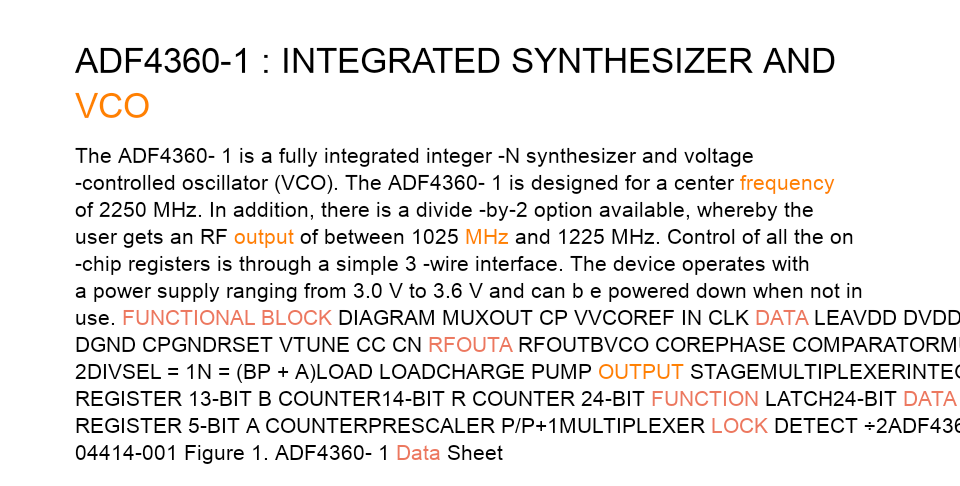 ADF4360-1 : INTEGRATED SYNTHESIZER AND
VCO
The ADF4360- 1 is a fully integrated integer -N synthesizer and voltage
-controlled oscillator (VCO). The ADF4360- 1 is designed for a center frequency
of 2250 MHz. In addition, there is a divide -by-2 option available, whereby the
user gets an RF output of between 1025 MHz and 1225 MHz. Control of all the on
-chip registers is through a simple 3 -wire interface. The device operates with
a power supply ranging from 3.0 V to 3.6 V and can b e powered down when not in
use. FUNCTIONAL BLOCK DIAGRAM MUXOUT CP VVCOREF IN CLK DATA LEAVDD DVDD
DGND CPGNDRSET VTUNE CC CN RFOUTA RFOUTBVCO COREPHASE COMPARATORMU
2DIVSEL = 1N = (BP + A)LOAD LOADCHARGE PUMP OUTPUT STAGEMULTIPLEXERINTEG
REGISTER 13-BIT B COUNTER14-BIT R COUNTER 24-BIT FUNCTION LATCH24-BIT DATA
REGISTER 5-BIT A COUNTERPRESCALER P/P+1MULTIPLEXER LOCK DETECT ÷2ADF436
04414-001 Figure 1. ADF4360- 1 Data Sheet